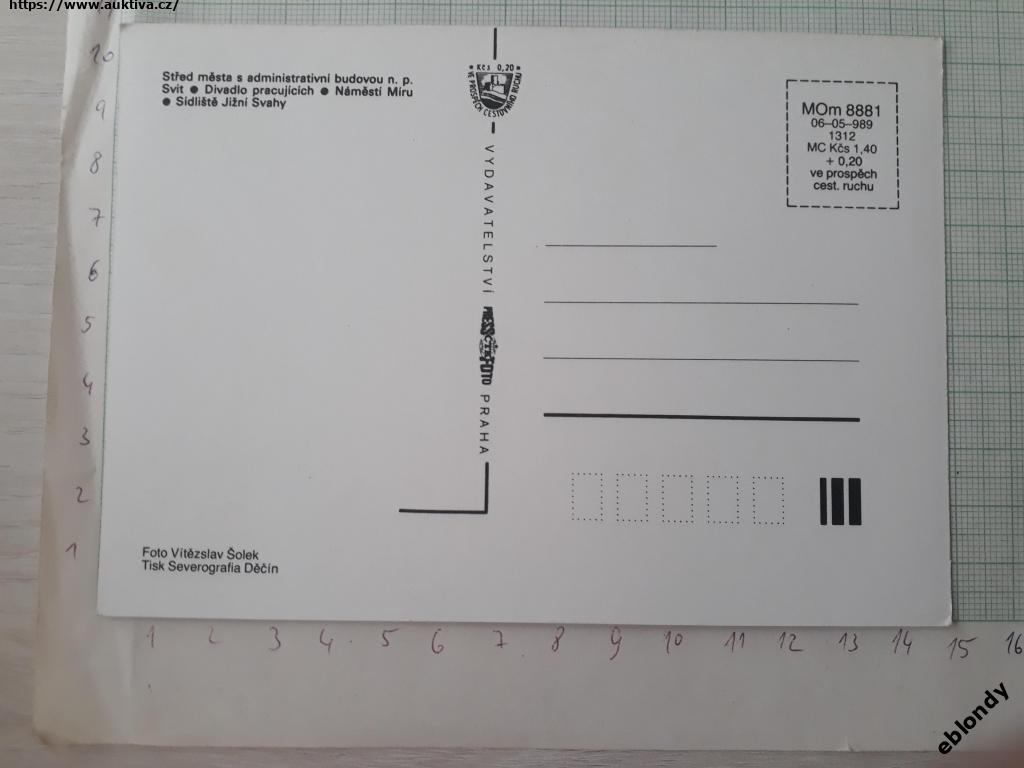 https://www.auktiva.cz/
Střed města s administrativní budovou n. p.
Svit ● Divadlo pracujících ● Náměstí Míru
● Sídliště Jižní Svahy
Kčs 0,20
VE PROSPĚCH CESTOVNÍHO RUCHU
VYDAVATELSTVÍ PRESSFOTO PRAHA
MOm 8881
06–05–989
1312
MC Kčs 1,40
+ 0,20
ve prospěch
cest. ruchu
Foto Vítězslav Šolek
Tisk Severografia Děčín
10
9
8
7
6
5
4
3
2
1
1 2 3 4 5 6 7 8 9 10 11 12 13 14 15 16
eblondy